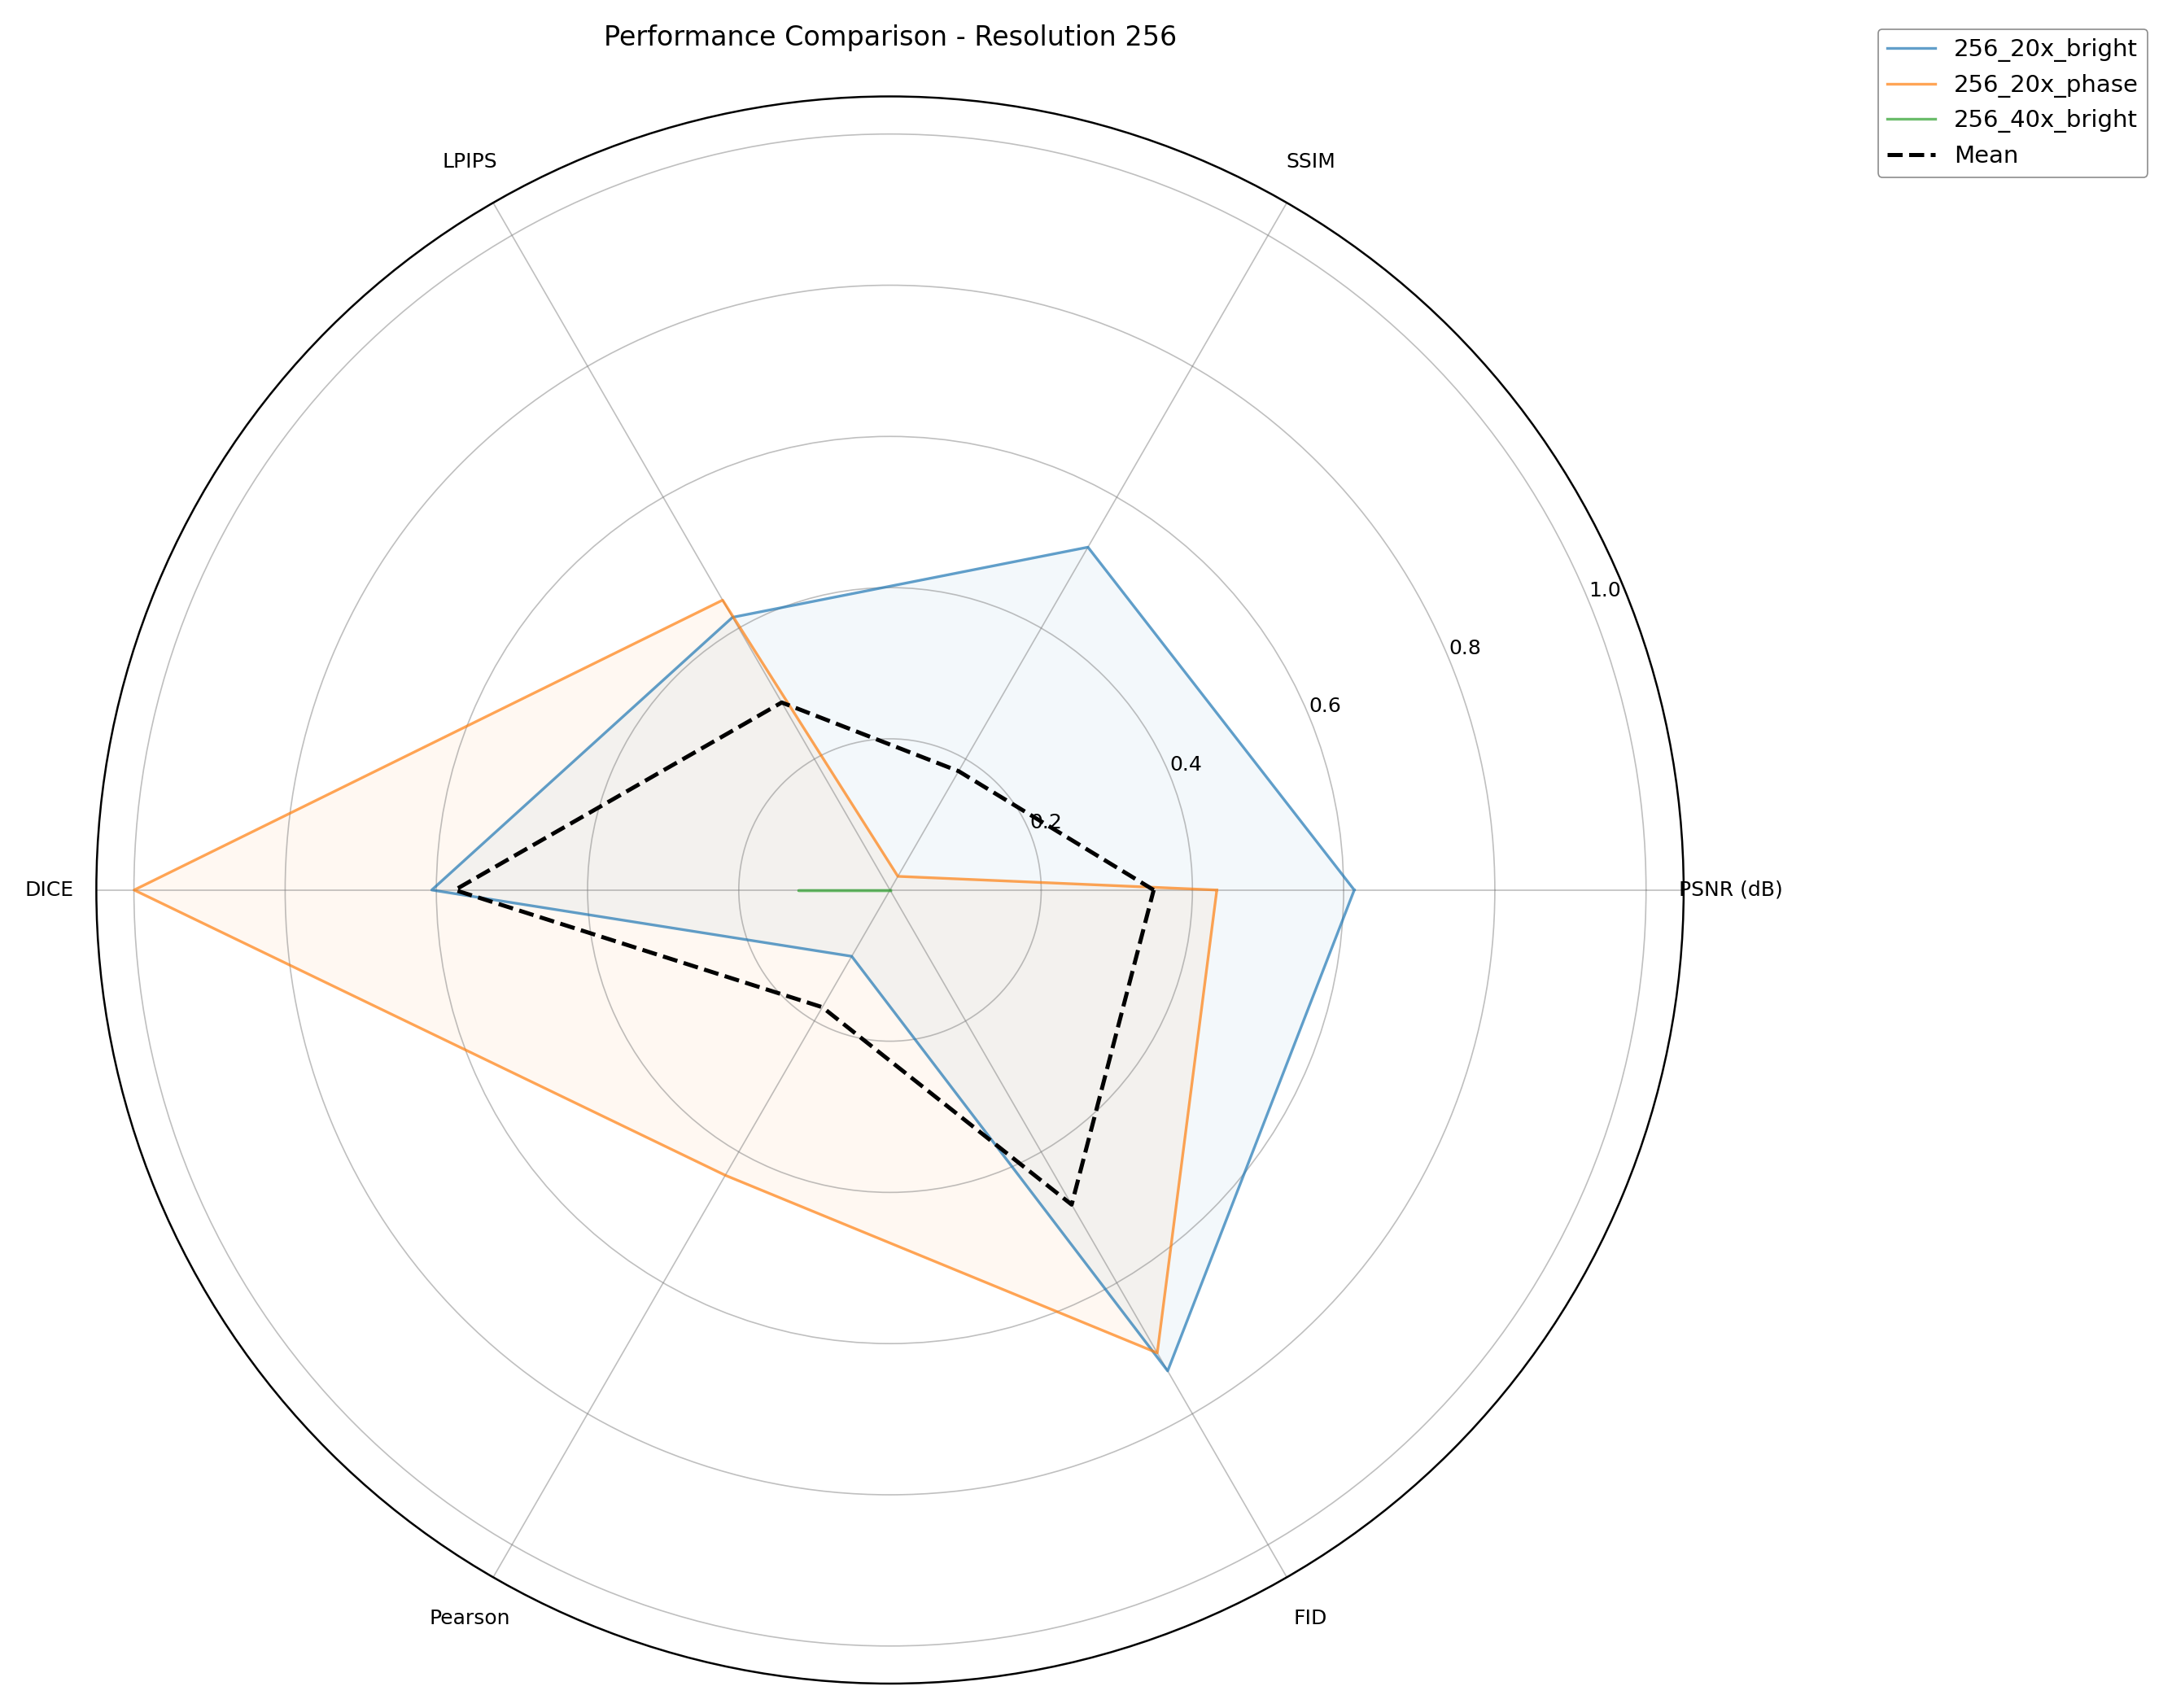 Performance Comparison - Resolution 256
256_20x_bright
256_20x_phase
256_40x_bright
Mean
LPIPS
SSIM
1.0
0.8
0.6
0.4
0.2
DICE
PSNR (dB)
Pearson
FID